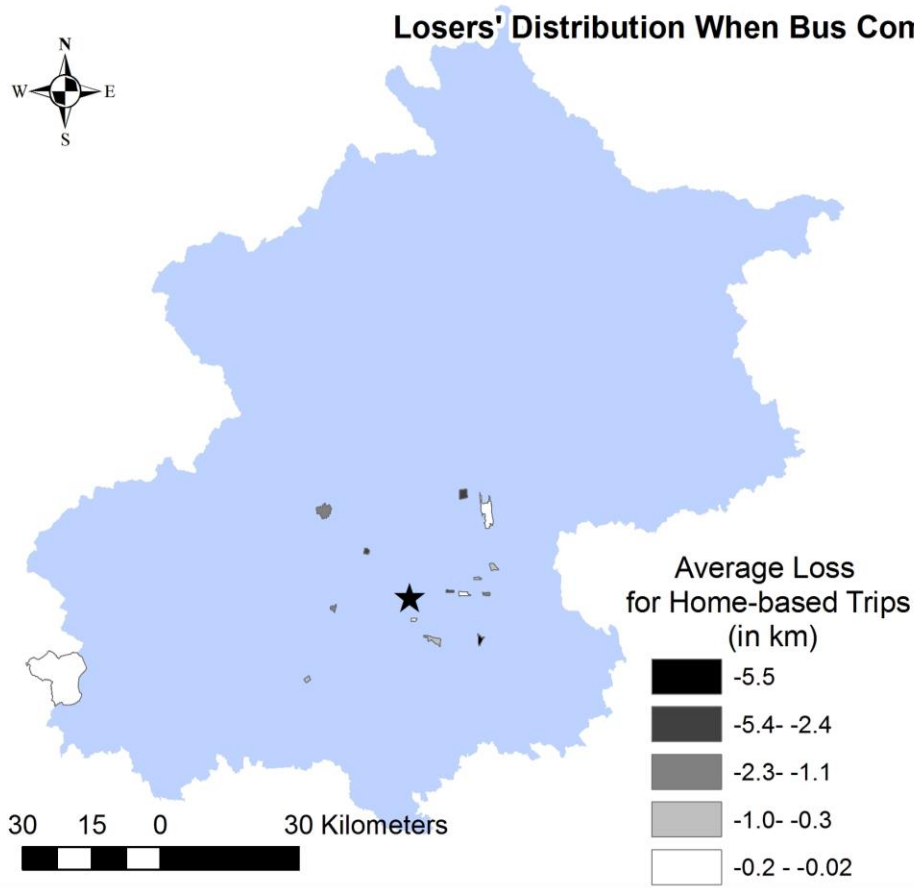 Losers' Distribution When Bus Com
N
W E
S
Average Loss
for Home-based Trips
(in km)
-5.5
-5.4- -2.4
-2.3- -1.1
-1.0- -0.3
-0.2 - -0.02
30 15 0 30 Kilometers